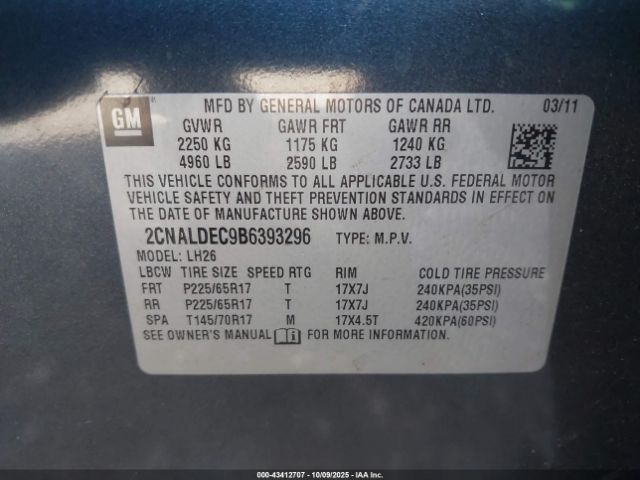 GM
MFD BY GENERAL MOTORS OF CANADA LTD. 03/11
GVWR GAWR FRT GAWR RR
2250 KG 1175 KG 1240 KG
4960 LB 2590 LB 2733 LB
THIS VEHICLE CONFORMS TO ALL APPLICABLE U.S. FEDERAL MOTOR
VEHICLE SAFETY AND THEFT PREVENTION STANDARDS IN EFFECT ON
THE DATE OF MANUFACTURE SHOWN ABOVE.
2CNALDEC9B6393296 TYPE: M.P.V.
MODEL: LH26
LBCW TIRE SIZE SPEED RTG RIM COLD TIRE PRESSURE
FRT P225/65R17 T 17X7J 240KPA(35PSI)
RR P225/65R17 T 17X7J 240KPA(35PSI)
SPA T145/70R17 M 17X4.5T 420KPA(60PSI)
SEE OWNER'S MANUAL FOR MORE INFORMATION.
000-43412707 - 10/09/2025 - COPYRIGHT IAA, LLC.